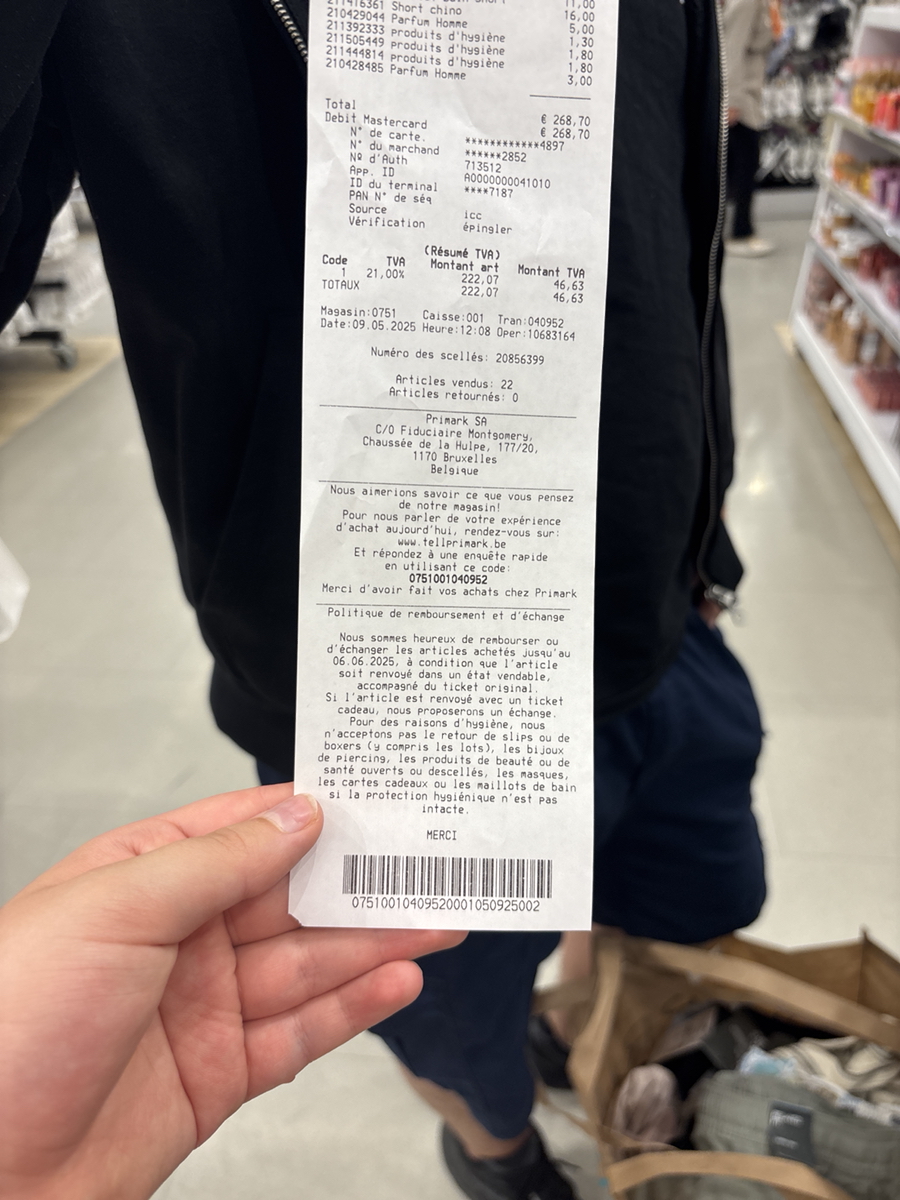 11,00
211416361 Short chino 16,00
210429044 Parfum Homme 5,00
211392333 produits d'hygiène 1,30
211505449 produits d'hygiène 1,80
211444814 produits d'hygiène 1,80
210428485 Parfum Homme 3,00
Total € 268,70
Debit Mastercard € 268,70
N° de carte. ************4897
N° du marchand ******2852
Nº d'Auth 713512
App. ID A0000000041010
ID du terminal ****7187
PAN N° de séq
Source icc
Vérification épingler
(Résumé TVA)
Code TVA Montant art Montant TVA
1 21,00% 222,07 46,63
TOTAUX 222,07 46,63
Magasin:0751 Caisse:001 Tran:040952
Date:09.05.2025 Heure:12:08 Oper:10683164
Numéro des scellés: 20856399
Articles vendus: 22
Articles retournés: 0
Primark SA
C/O Fiduciaire Montgomery,
Chaussée de la Hulpe, 177/20,
1170 Bruxelles
Belgique
Nous aimerions savoir ce que vous pensez
de notre magasin!
Pour nous parler de votre expérience
d'achat aujourd'hui, rendez-vous sur:
www.tellprimark.be
Et répondez à une enquête rapide
en utilisant ce code:
0751001040952
Merci d'avoir fait vos achats chez Primark
Politique de remboursement et d'échange
Nous sommes heureux de rembourser ou
d'échanger les articles achetés jusqu'au
06.06.2025, à condition que l'article
soit renvoyé dans un état vendable,
accompagné du ticket original.
Si l'article est renvoyé avec un ticket
cadeau, nous proposerons un échange.
Pour des raisons d'hygiène, nous
n'acceptons pas le retour de slips ou de
boxers (y compris les lots), les bijoux
de piercing, les produits de beauté ou de
santé ouverts ou descellés, les masques,
les cartes cadeaux ou les maillots de bain
si la protection hygiénique n'est pas
intacte.
MERCI
07510010409520001050925002